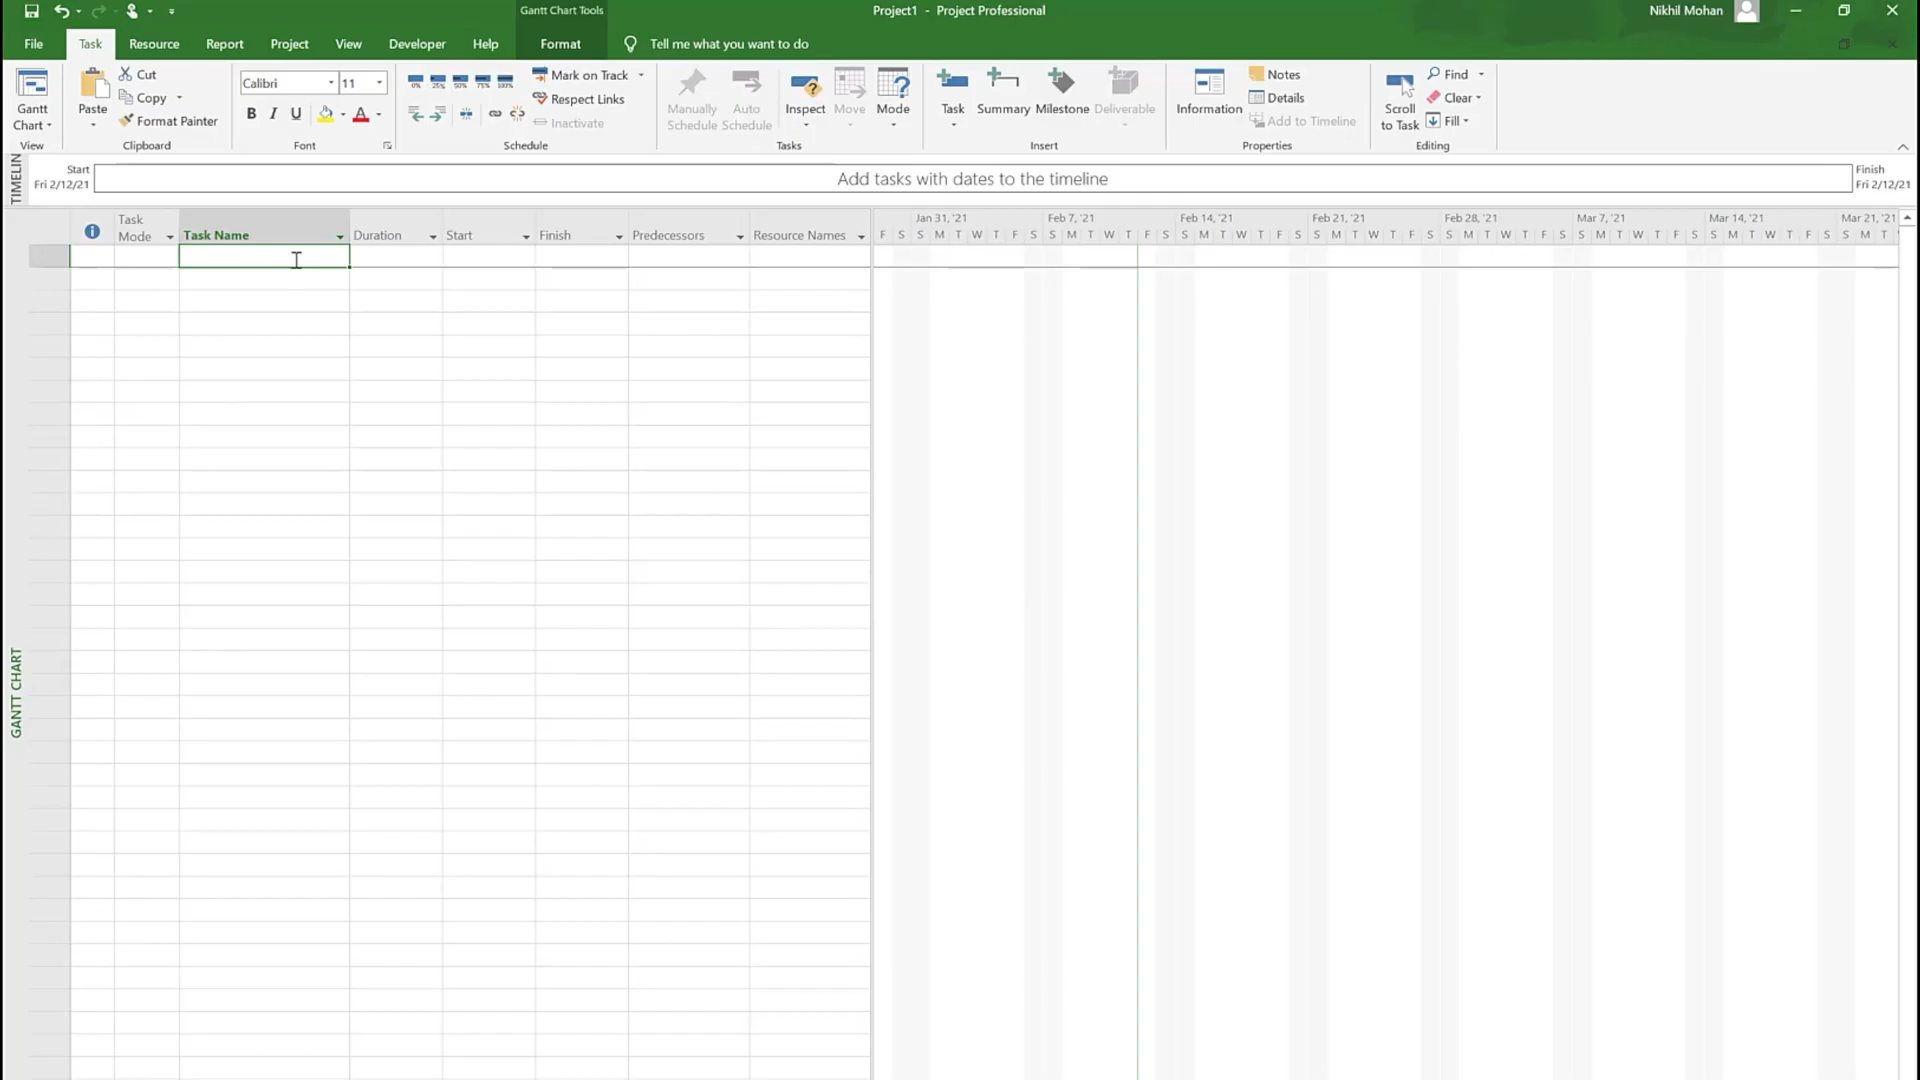 Gantt Chart Tools
Project1 - Project Professional
Nikhil Mohan
File Task Resource Report Project View Developer Help Format Tell me what you want to do
Gantt Chart
View
Paste
Cut
Copy
Format Painter
Clipboard
Calibri 11
B I U A
Font
0% 25% 50% 75% 100%
Mark on Track
Respect Links
Inactivate
Schedule
Manually Schedule
Auto Schedule
Inspect
Move
Mode
Tasks
Task
Summary
Milestone
Deliverable
Insert
Information
Notes
Details
Add to Timeline
Properties
Scroll to Task
Find
Clear
Fill
Editing
TIMELIN
Start
Fri 2/12/21
Add tasks with dates to the timeline
Finish
Fri 2/12/21
Task Mode
Task Name
Duration
Start
Finish
Predecessors
Resource Names
Jan 31, '21 Feb 7, '21 Feb 14, '21 Feb 21, '21 Feb 28, '21 Mar 7, '21 Mar 14, '21 Mar 21, '21
F S S M T W T F S S M T W T F S S M T W T F S S M T W T F S S M T W T F S S M T W T F S S M T W T F S S M T
GANTT CHART